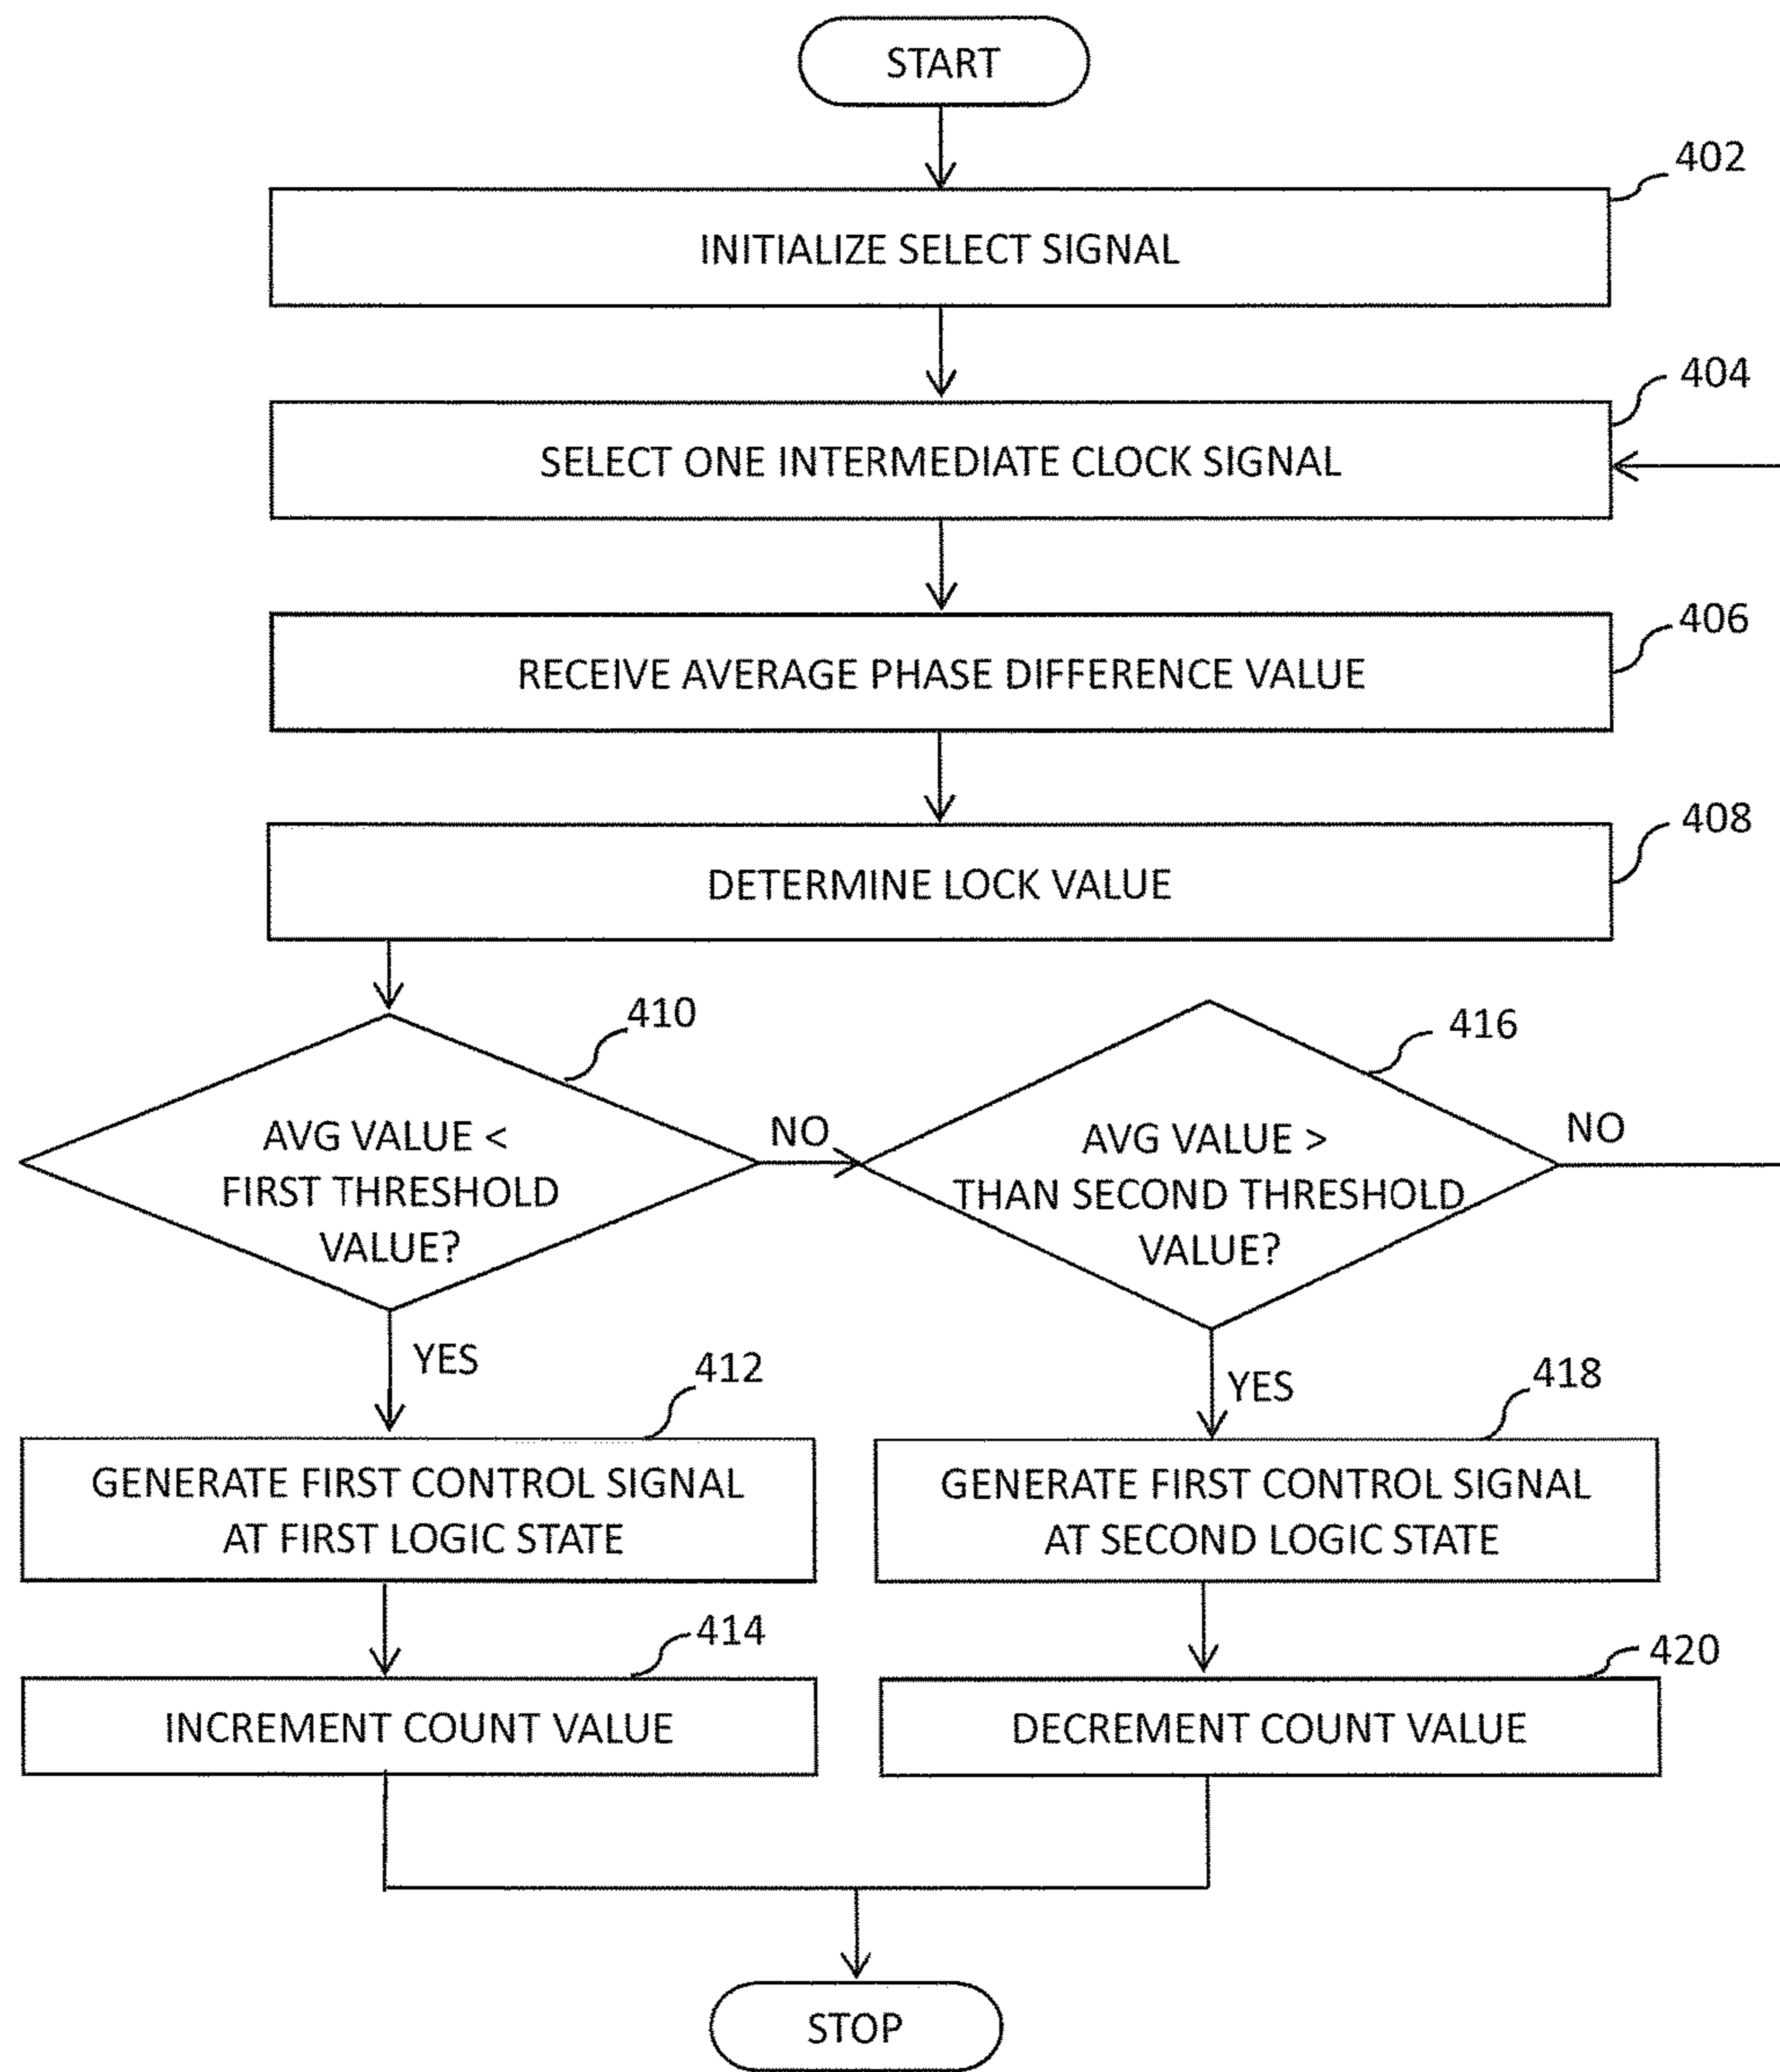 START
402
INITIALIZE SELECT SIGNAL
404
SELECT ONE INTERMEDIATE CLOCK SIGNAL
406
RECEIVE AVERAGE PHASE DIFFERENCE VALUE
408
DETERMINE LOCK VALUE
410
AVG VALUE <
FIRST THRESHOLD
VALUE?
NO
416
AVG VALUE >
THAN SECOND THRESHOLD
VALUE?
NO
YES
412
GENERATE FIRST CONTROL SIGNAL
AT FIRST LOGIC STATE
YES
418
GENERATE FIRST CONTROL SIGNAL
AT SECOND LOGIC STATE
414
INCREMENT COUNT VALUE
420
DECREMENT COUNT VALUE
STOP